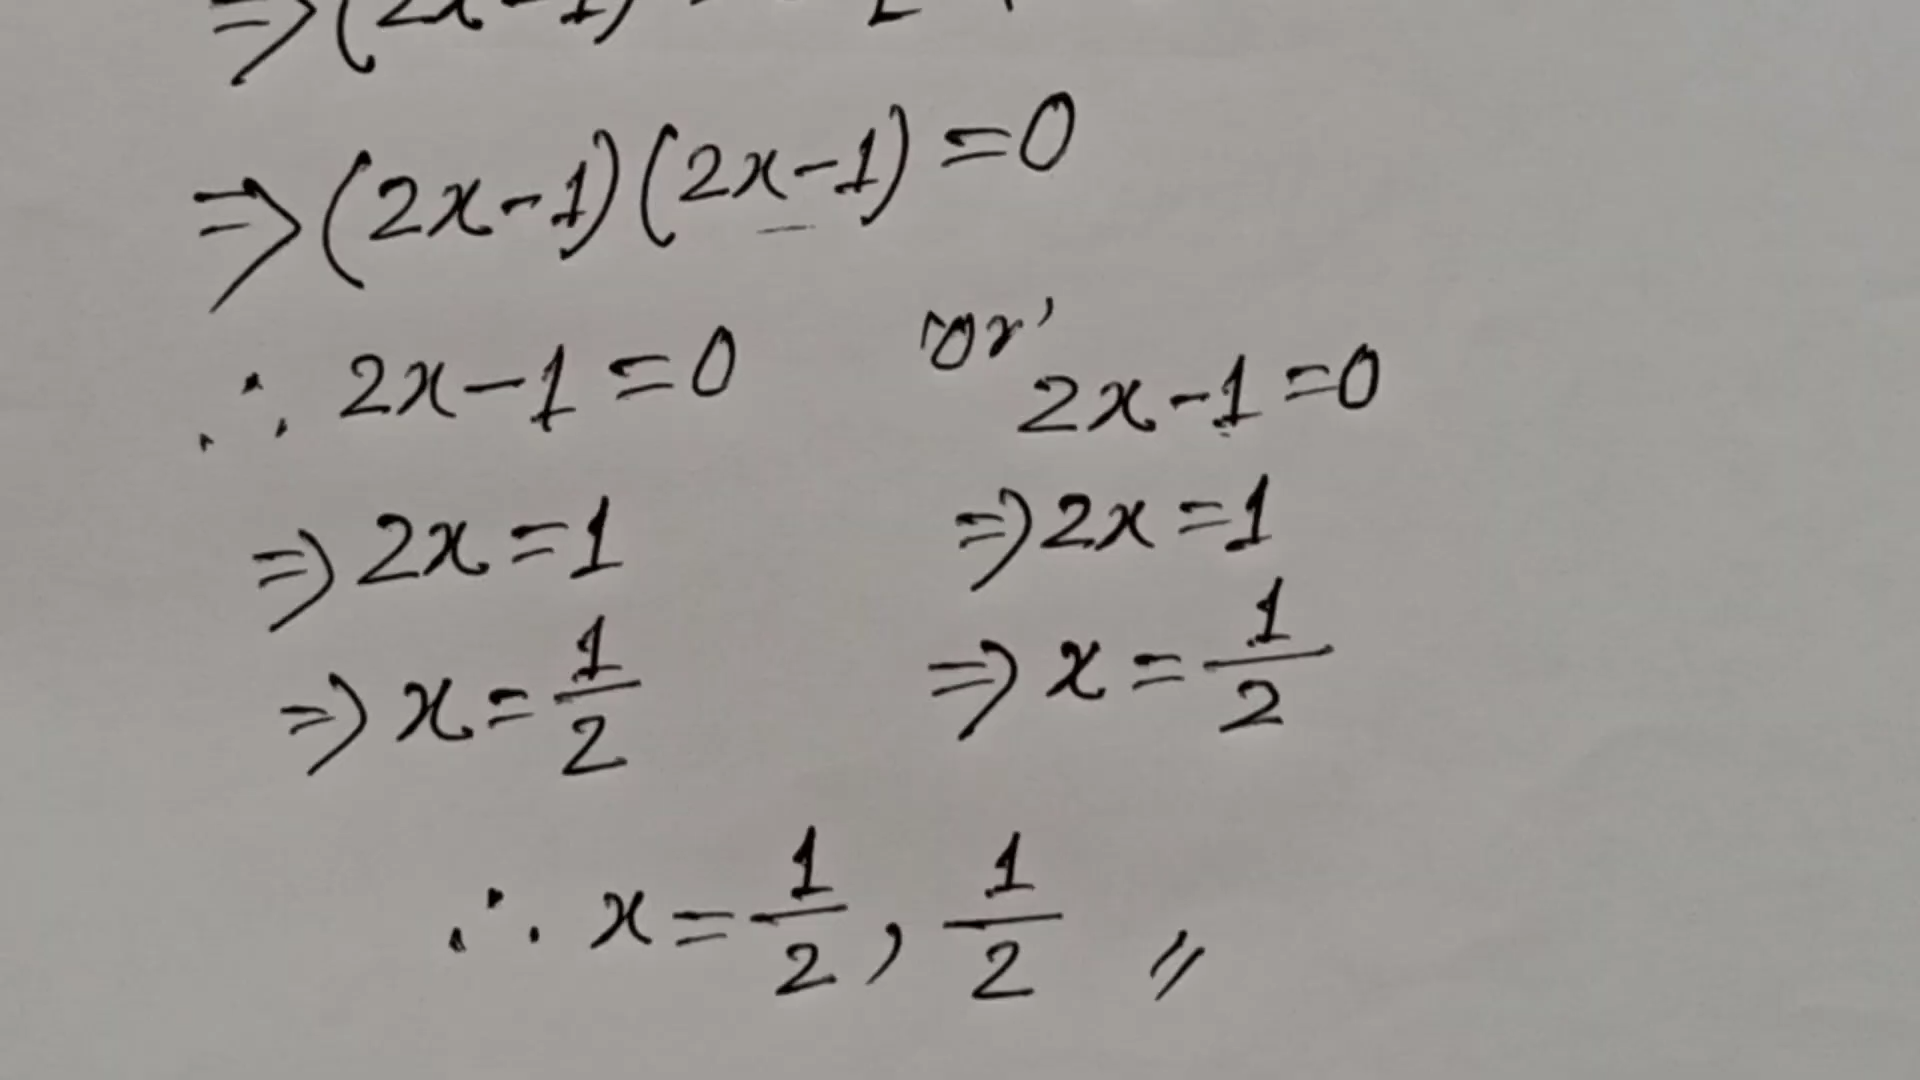 ⇒(2x-1)(2x-1)=0
∴ 2x-1=0 'or' 2x-1=0
⇒2x=1 ⇒2x=1
⇒x=1/2 ⇒x=1/2
∴ x=1/2, 1/2 //